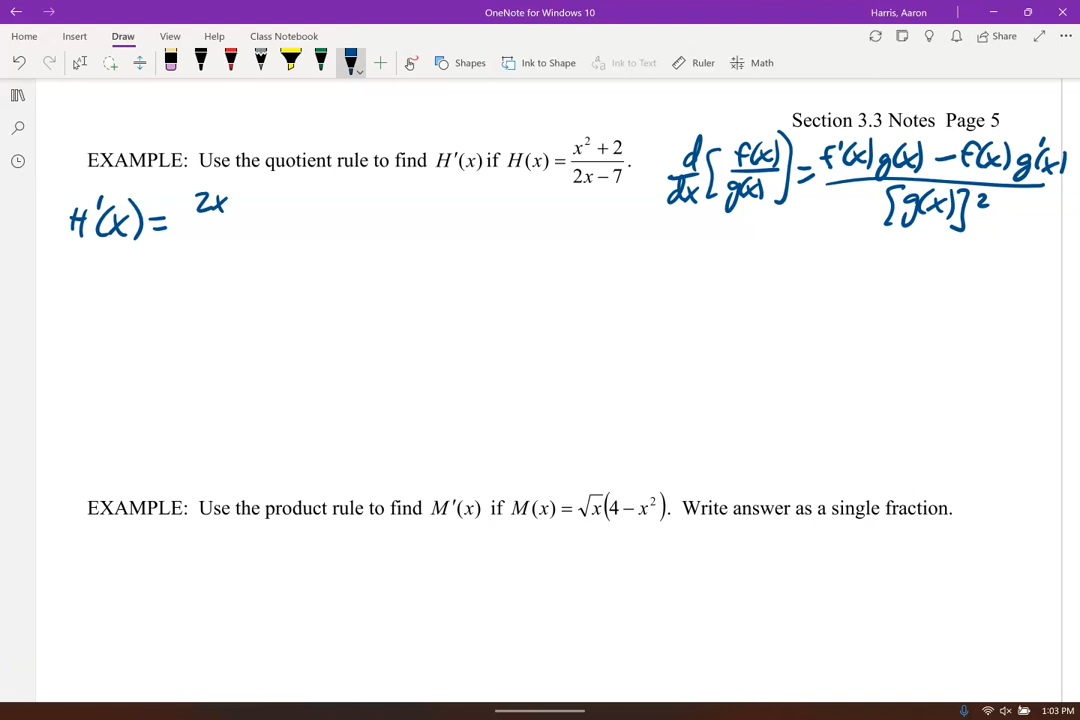 OneNote for Windows 10
Harris, Aaron
Home Insert Draw View Help Class Notebook
Share
Shapes Ink to Shape Ink to Text Ruler Math
Section 3.3 Notes Page 5
EXAMPLE: Use the quotient rule to find H′(x) if H(x) = (x² + 2)/(2x − 7).
d/dx [f(x)/g(x)] = (f'(x)g(x) − f(x)g'(x))/[g(x)]²
H'(x) = 2x
EXAMPLE: Use the product rule to find M′(x) if M(x) = √x(4 − x²). Write answer as a single fraction.
1:03 PM